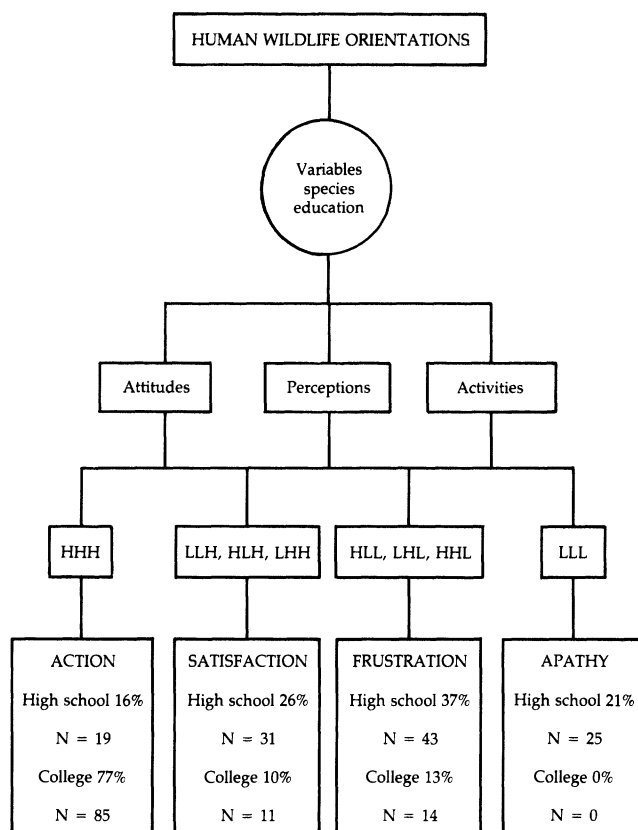 HUMAN WILDLIFE ORIENTATIONS
Variables
species
education
Attitudes
Perceptions
Activities
HHH
LLH, HLH, LHH
HLL, LHL, HHL
LLL
ACTION
High school 16%
N = 19
College 77%
N = 85
SATISFACTION
High school 26%
N = 31
College 10%
N = 11
FRUSTRATION
High school 37%
N = 43
College 13%
N = 14
APATHY
High school 21%
N = 25
College 0%
N = 0